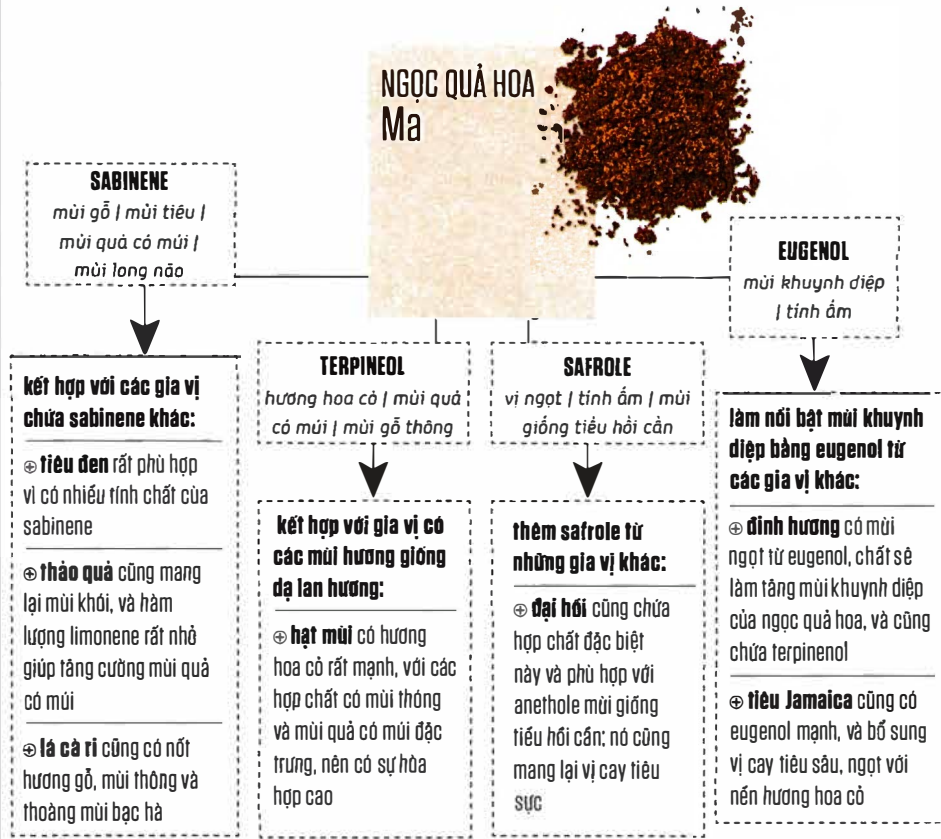 NGỌC QUẢ HOA
Ma
SABINENE
mùi gỗ | mùi tiêu |
mùi quả có múi |
mùi long não
kết hợp với các gia vị
chứa sabinene khác:
⊕ tiêu đen rất phù hợp
vì có nhiều tính chất của
sabinene
⊕ thảo quả cũng mang
lại mùi khói, và hàm
lượng limonene rất nhỏ
giúp tăng cường mùi quả
có múi
⊕ lá cà ri cũng có nốt
hương gỗ, mùi thông và
thoảng mùi bạc hà
TERPINEOL
hương hoa cỏ | mùi quả
có múi | mùi gỗ thông
kết hợp với gia vị có
các mùi hương giống
dạ lan hương:
⊕ hạt mùi có hương
hoa cỏ rất mạnh, với các
hợp chất có mùi thông
và mùi quả có múi đặc
trưng, nên có sự hòa
hợp cao
SAFROLE
vị ngọt | tính ấm | mùi
giống tiểu hồi cần
thêm safrole từ
những gia vị khác:
⊕ đại hồi cũng chứa
hợp chất đặc biệt
này và phù hợp với
anethole mùi giống
tiểu hồi cần; nó cũng
mang lại vị cay tiêu
sực
EUGENOL
mùi khuynh diệp
| tính ấm
làm nổi bật mùi khuynh
diệp bằng eugenol từ
các gia vị khác:
⊕ đinh hương có mùi
ngọt từ eugenol, chất sẽ
làm tăng mùi khuynh diệp
của ngọc quả hoa, và cũng
chứa terpinenol
⊕ tiêu Jamaica cũng có
eugenol mạnh, và bổ sung
vị cay tiêu sâu, ngọt với
nền hương hoa cỏ